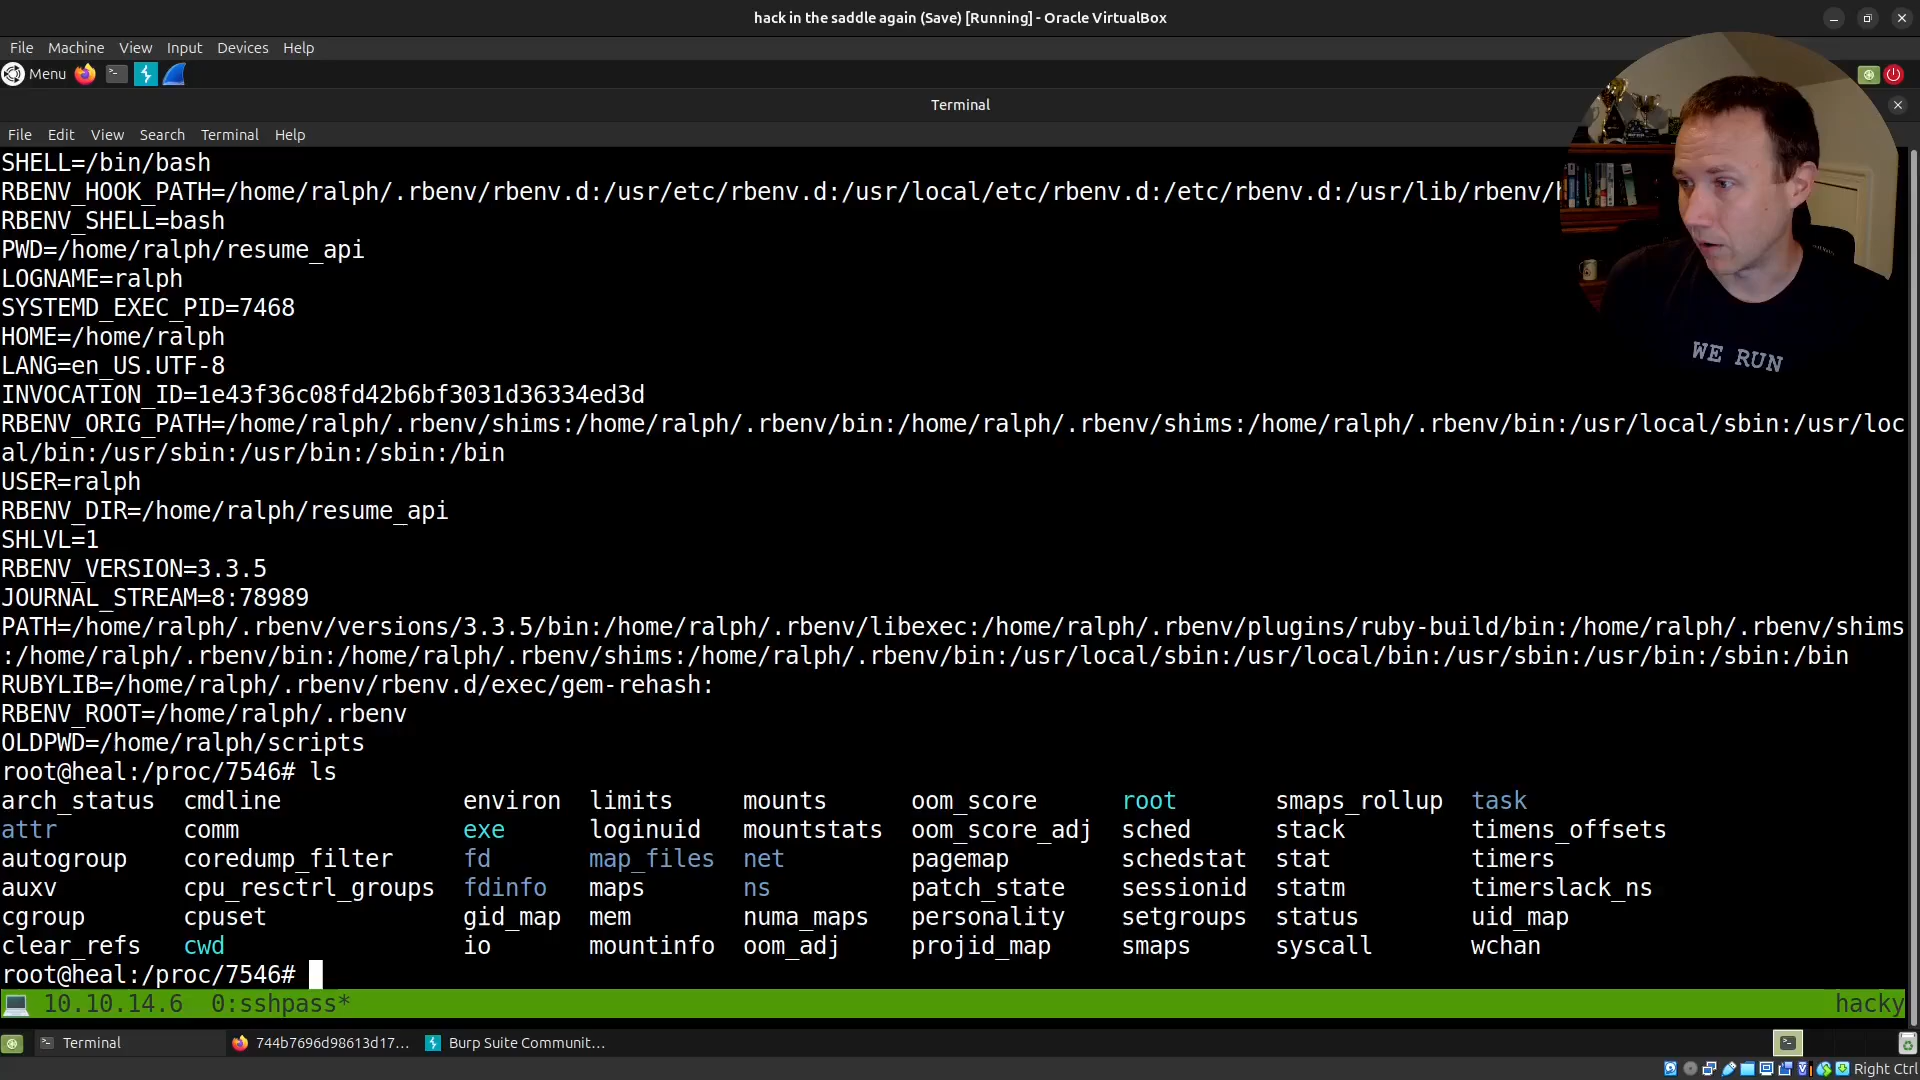 hack in the saddle again (Save) [Running] - Oracle VirtualBox
File Machine View Input Devices Help
Menu
Terminal
File Edit View Search Terminal Help
SHELL=/bin/bash
RBENV_HOOK_PATH=/home/ralph/.rbenv/rbenv.d:/usr/etc/rbenv.d:/usr/local/etc/rbenv.d:/etc/rbenv.d:/usr/lib/rbenv/
RBENV_SHELL=bash
PWD=/home/ralph/resume_api
LOGNAME=ralph
SYSTEMD_EXEC_PID=7468
HOME=/home/ralph
LANG=en_US.UTF-8
INVOCATION_ID=1e43f36c08fd42b6bf3031d36334ed3d
RBENV_ORIG_PATH=/home/ralph/.rbenv/shims:/home/ralph/.rbenv/bin:/home/ralph/.rbenv/shims:/home/ralph/.rbenv/bin:/usr/local/sbin:/usr/loc
al/bin:/usr/sbin:/usr/bin:/sbin:/bin
USER=ralph
RBENV_DIR=/home/ralph/resume_api
SHLVL=1
RBENV_VERSION=3.3.5
JOURNAL_STREAM=8:78989
PATH=/home/ralph/.rbenv/versions/3.3.5/bin:/home/ralph/.rbenv/libexec:/home/ralph/.rbenv/plugins/ruby-build/bin:/home/ralph/.rbenv/shims
:/home/ralph/.rbenv/bin:/home/ralph/.rbenv/shims:/home/ralph/.rbenv/bin:/usr/local/sbin:/usr/local/bin:/usr/sbin:/usr/bin:/sbin:/bin
RUBYLIB=/home/ralph/.rbenv/rbenv.d/exec/gem-rehash:
RBENV_ROOT=/home/ralph/.rbenv
OLDPWD=/home/ralph/scripts
root@heal:/proc/7546# ls
arch_status cmdline environ limits mounts oom_score root smaps_rollup task
attr comm exe loginuid mountstats oom_score_adj sched stack timens_offsets
autogroup coredump_filter fd map_files net pagemap schedstat stat timers
auxv cpu_resctrl_groups fdinfo maps ns patch_state sessionid statm timerslack_ns
cgroup cpuset gid_map mem numa_maps personality setgroups status uid_map
clear_refs cwd io mountinfo oom_adj projid_map smaps syscall wchan
root@heal:/proc/7546#
10.10.14.6 0:sshpass* hacky
Terminal 744b7696d98613d17... Burp Suite Communit...
Right Ctrl
WE RUN